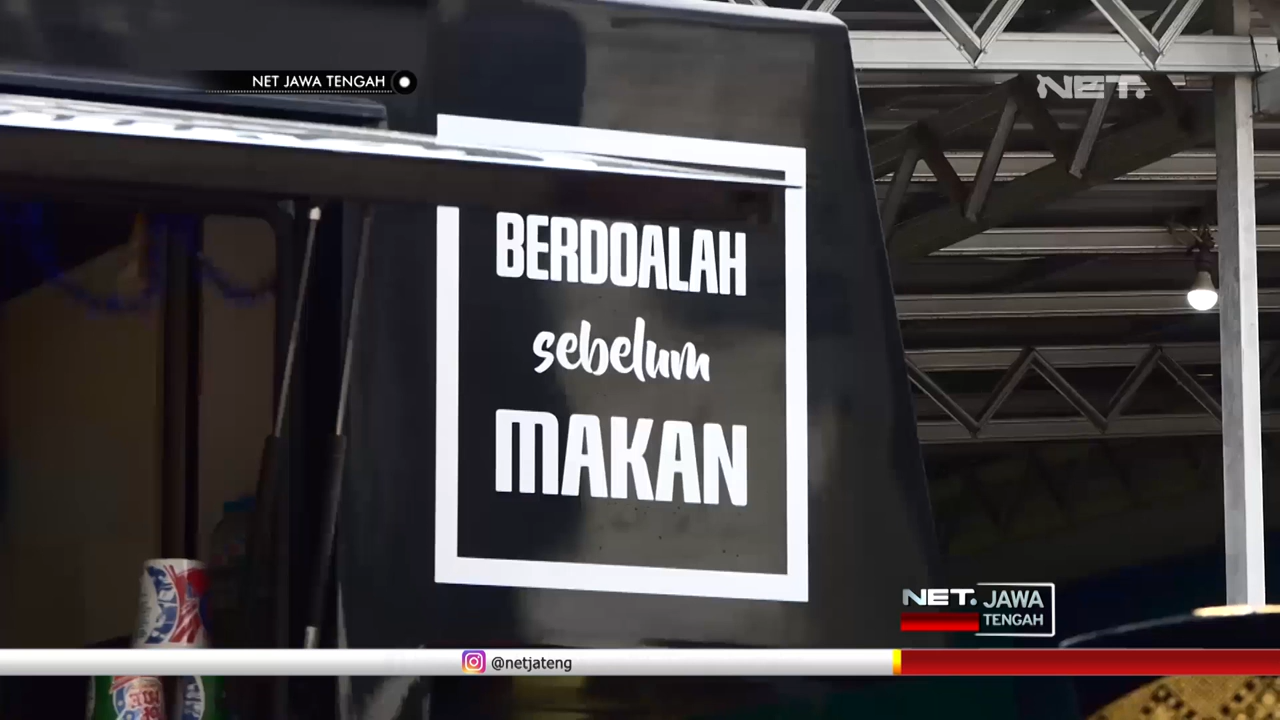 NET JAWA TENGAH
NET.
BERDOALAH
sebelum
MAKAN
NET. JAWA
TENGAH
@netjateng